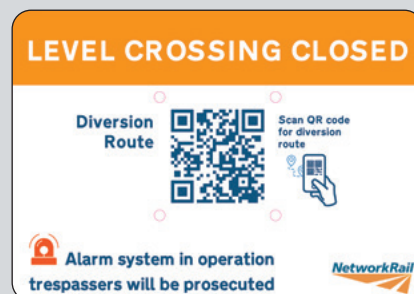 LEVEL CROSSING CLOSED
Diversion
Route
Scan QR code
for diversion
route
Alarm system in operation
trespassers will be prosecuted
NetworkRail